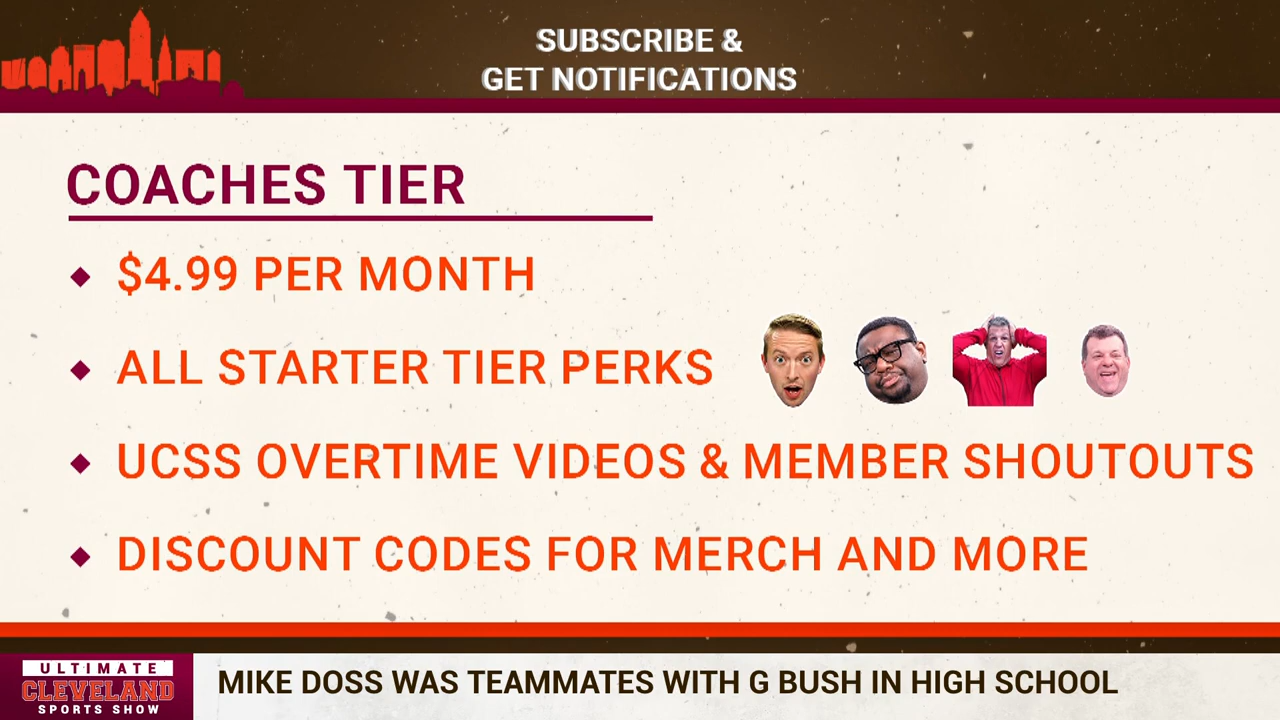 SUBSCRIBE &
GET NOTIFICATIONS
COACHES TIER
$4.99 PER MONTH
ALL STARTER TIER PERKS
UCSS OVERTIME VIDEOS & MEMBER SHOUTOUTS
DISCOUNT CODES FOR MERCH AND MORE
ULTIMATE
CLEVELAND
SPORTS SHOW
MIKE DOSS WAS TEAMMATES WITH G BUSH IN HIGH SCHOOL